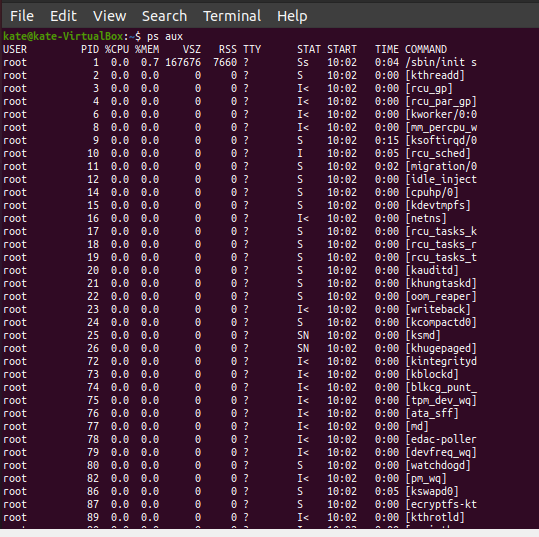 File Edit View Search Terminal Help
kate@kate-VirtualBox:~$ ps aux
USER PID %CPU %MEM VSZ RSS TTY STAT START TIME COMMAND
root 1 0.0 0.7 167676 7660 ? Ss 10:02 0:04 /sbin/init s
root 2 0.0 0.0 0 0 ? S 10:02 0:00 [kthreadd]
root 3 0.0 0.0 0 0 ? I< 10:02 0:00 [rcu_gp]
root 4 0.0 0.0 0 0 ? I< 10:02 0:00 [rcu_par_gp]
root 6 0.0 0.0 0 0 ? I< 10:02 0:00 [kworker/0:0
root 8 0.0 0.0 0 0 ? I< 10:02 0:00 [mm_percpu_w
root 9 0.0 0.0 0 0 ? S 10:02 0:15 [ksoftirqd/0
root 10 0.0 0.0 0 0 ? I 10:02 0:05 [rcu_sched]
root 11 0.0 0.0 0 0 ? S 10:02 0:02 [migration/0
root 12 0.0 0.0 0 0 ? S 10:02 0:00 [idle_inject
root 14 0.0 0.0 0 0 ? S 10:02 0:00 [cpuhp/0]
root 15 0.0 0.0 0 0 ? S 10:02 0:00 [kdevtmpfs]
root 16 0.0 0.0 0 0 ? I< 10:02 0:00 [netns]
root 17 0.0 0.0 0 0 ? S 10:02 0:00 [rcu_tasks_k
root 18 0.0 0.0 0 0 ? S 10:02 0:00 [rcu_tasks_r
root 19 0.0 0.0 0 0 ? S 10:02 0:00 [rcu_tasks_t
root 20 0.0 0.0 0 0 ? S 10:02 0:00 [kauditd]
root 21 0.0 0.0 0 0 ? S 10:02 0:00 [khungtaskd]
root 22 0.0 0.0 0 0 ? S 10:02 0:00 [oom_reaper]
root 23 0.0 0.0 0 0 ? I< 10:02 0:00 [writeback]
root 24 0.0 0.0 0 0 ? S 10:02 0:00 [kcompactd0]
root 25 0.0 0.0 0 0 ? SN 10:02 0:00 [ksmd]
root 26 0.0 0.0 0 0 ? SN 10:02 0:00 [khugepaged]
root 72 0.0 0.0 0 0 ? I< 10:02 0:00 [kintegrityd
root 73 0.0 0.0 0 0 ? I< 10:02 0:00 [kblockd]
root 74 0.0 0.0 0 0 ? I< 10:02 0:00 [blkcg_punt_
root 75 0.0 0.0 0 0 ? I< 10:02 0:00 [tpm_dev_wq]
root 76 0.0 0.0 0 0 ? I< 10:02 0:00 [ata_sff]
root 77 0.0 0.0 0 0 ? I< 10:02 0:00 [md]
root 78 0.0 0.0 0 0 ? I< 10:02 0:00 [edac-poller
root 79 0.0 0.0 0 0 ? I< 10:02 0:00 [devfreq_wq]
root 80 0.0 0.0 0 0 ? S 10:02 0:00 [watchdogd]
root 82 0.0 0.0 0 0 ? I< 10:02 0:00 [pm_wq]
root 86 0.0 0.0 0 0 ? S 10:02 0:05 [kswapd0]
root 87 0.0 0.0 0 0 ? S 10:02 0:00 [ecryptfs-kt
root 89 0.0 0.0 0 0 ? I< 10:02 0:00 [kthrotld]